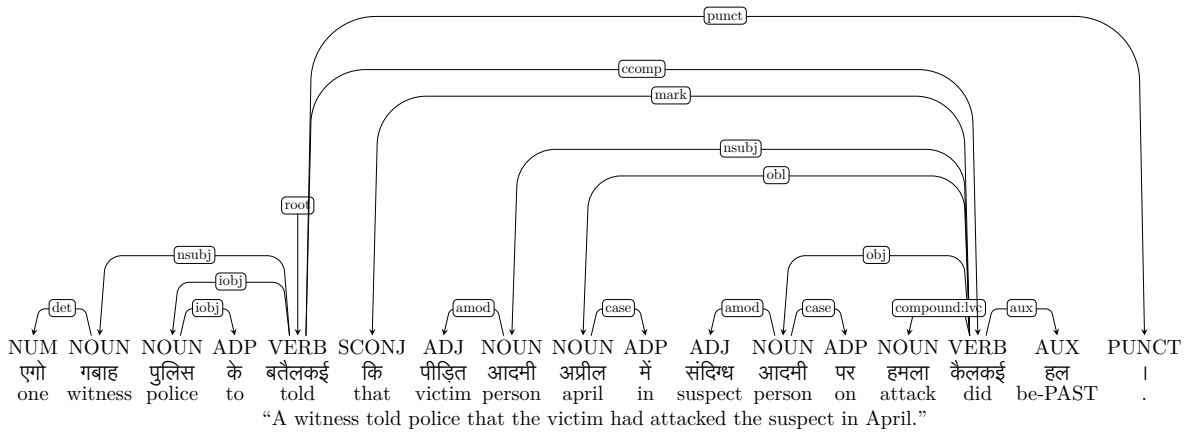 punct
ccomp
mark
nsubj
obl
root
nsubj obj
iobj
det iobj amod case amod case compound:lvc aux
NUM NOUN NOUN ADP VERB SCONJ ADJ NOUN NOUN ADP ADJ NOUN ADP NOUN VERB AUX PUNCT
एगो गबाह पुलिस के बतैलकई कि पीड़ित आदमी अप्रील में संदिग्ध आदमी पर हमला कैलकई हल ।
one witness police to told that victim person april in suspect person on attack did be-PAST .
“A witness told police that the victim had attacked the suspect in April.”